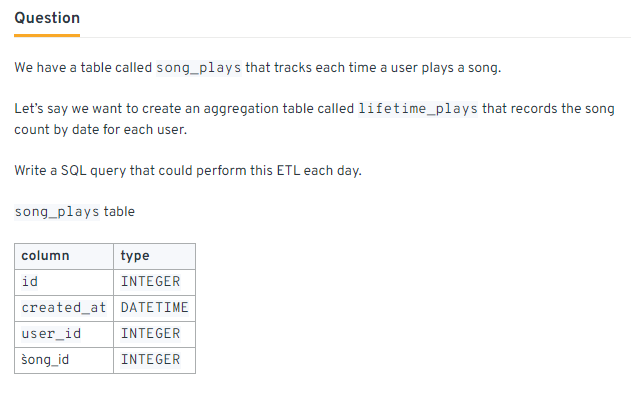 Question
We have a table called song_plays that tracks each time a user plays a song.
Let’s say we want to create an aggregation table called lifetime_plays that records the song
count by date for each user.
Write a SQL query that could perform this ETL each day.
song_plays table
column type
id INTEGER
created_at DATETIME
user_id INTEGER
s̀ong_id INTEGER